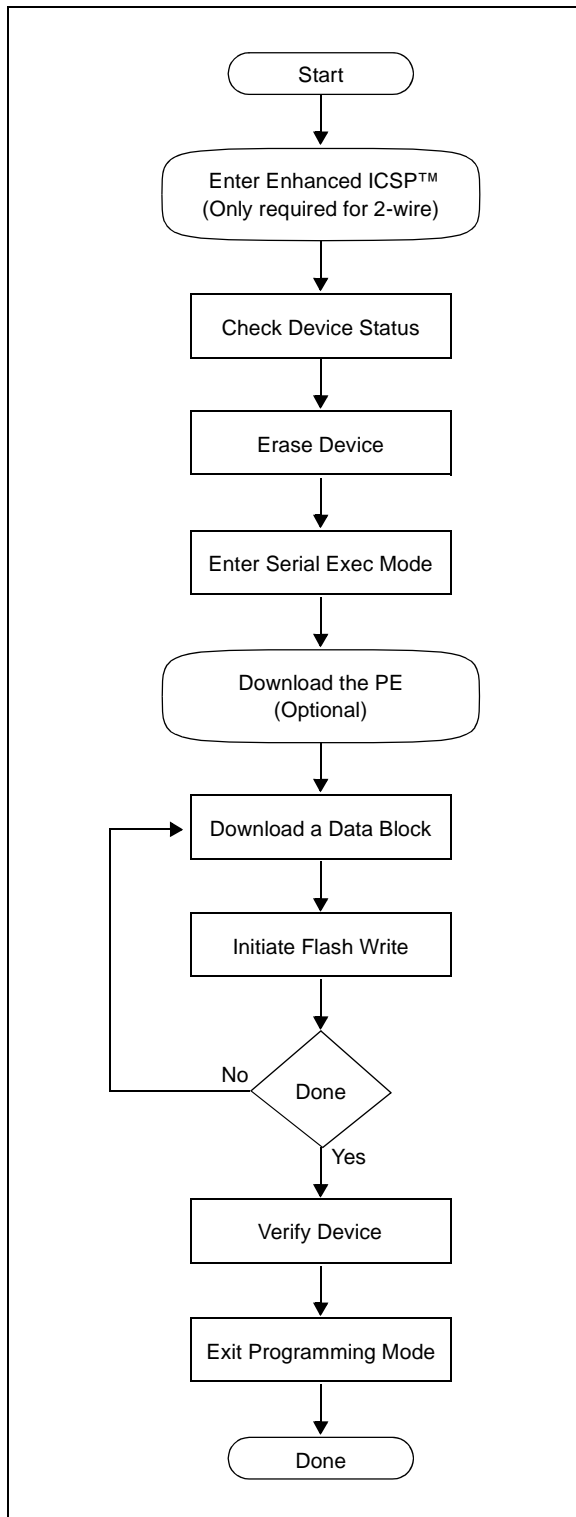 Start
Enter Enhanced ICSP™
(Only required for 2-wire)
Check Device Status
Erase Device
Enter Serial Exec Mode
Download the PE
(Optional)
Download a Data Block
Initiate Flash Write
No
Done
Yes
Verify Device
Exit Programming Mode
Done